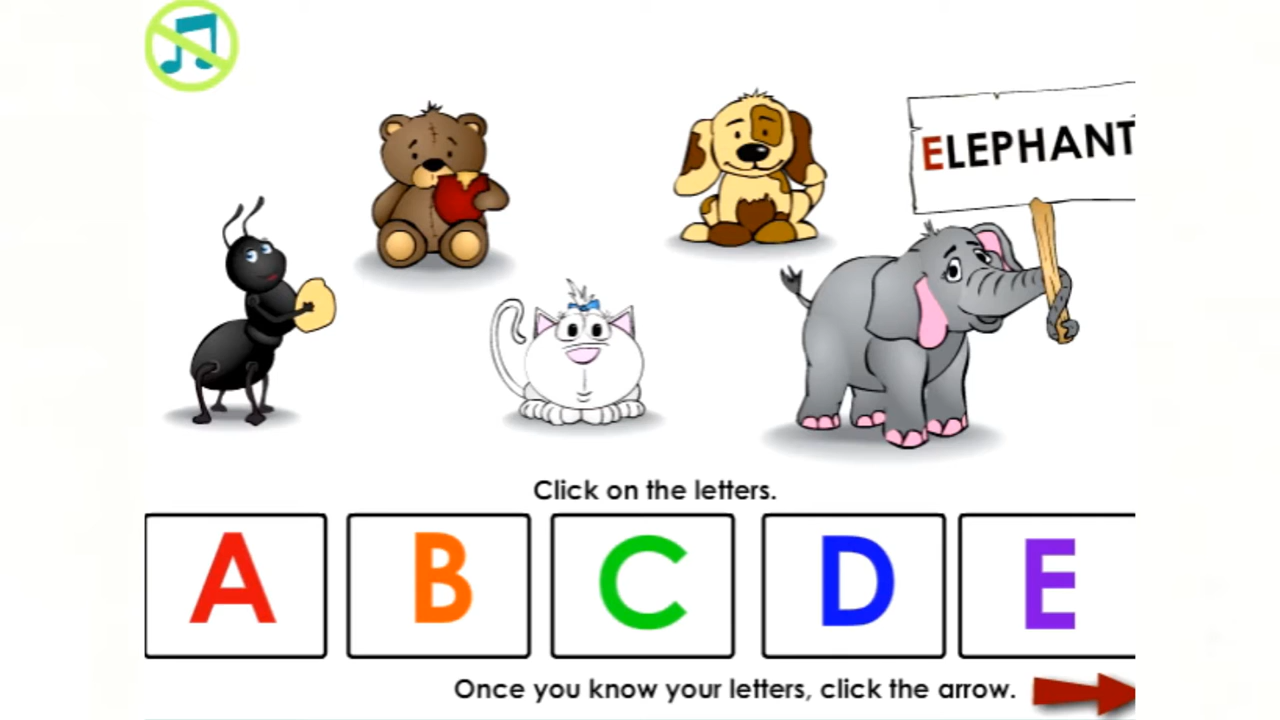 ELEPHANT
Click on the letters.
A B C D E
Once you know your letters, click the arrow.